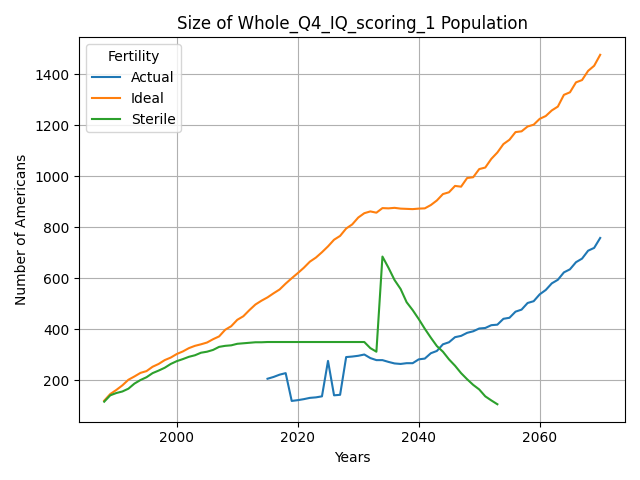 Size of Whole_Q4_IQ_scoring_1 Population
Fertility
Actual
Ideal
Sterile
Number of Americans
1400
1200
1000
800
600
400
200
2000
2020
2040
2060
Years